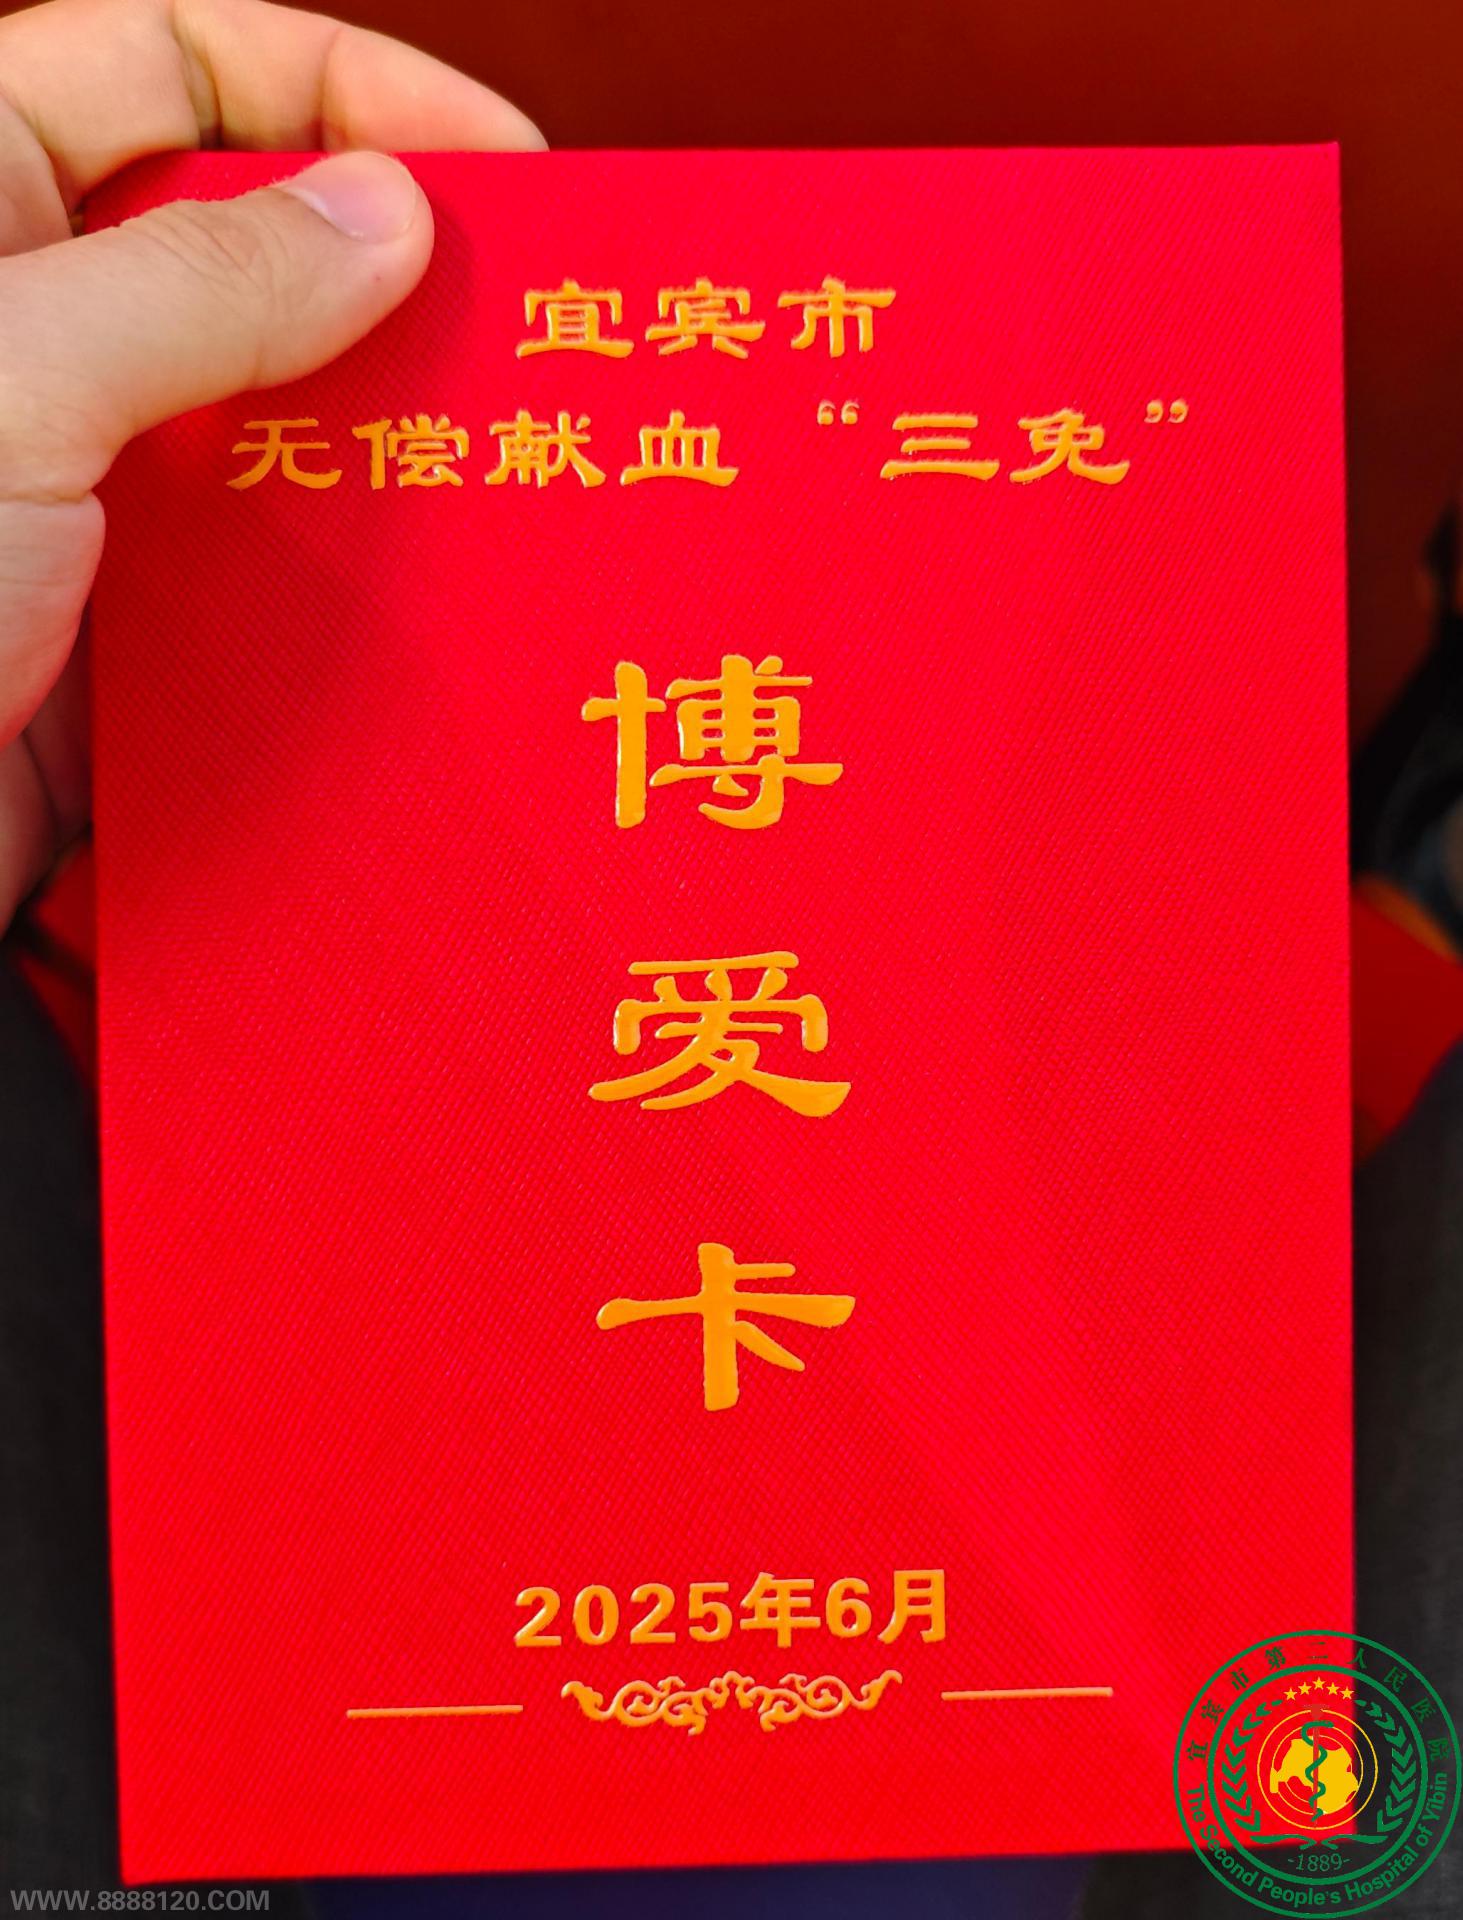 宜宾市
无偿献血“三免”
博
爱
卡
2025年6月
宜宾市第二人民医院
-1889-
The Second People's Hospital of Yibin
WWW.8888120.COM